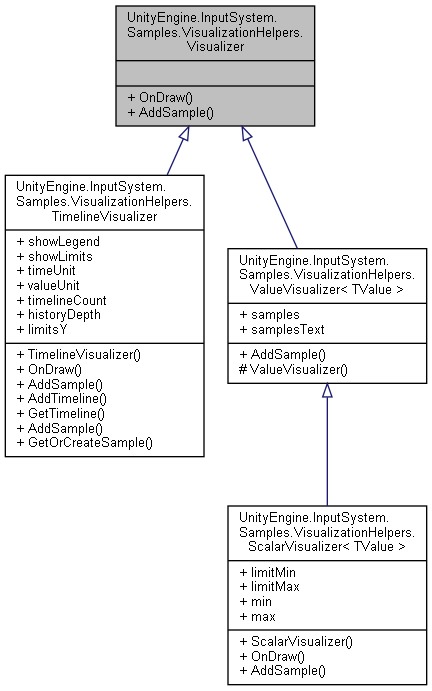 UnityEngine.InputSystem.
Samples.VisualizationHelpers.
Visualizer
+ OnDraw()
+ AddSample()
UnityEngine.InputSystem.
Samples.VisualizationHelpers.
TimelineVisualizer
+ showLegend
+ showLimits
+ timeUnit
+ valueUnit
+ timelineCount
+ historyDepth
+ limitsY
+ TimelineVisualizer()
+ OnDraw()
+ AddSample()
+ AddTimeline()
+ GetTimeline()
+ AddSample()
+ GetOrCreateSample()
UnityEngine.InputSystem.
Samples.VisualizationHelpers.
ValueVisualizer< TValue >
+ samples
+ samplesText
+ AddSample()
# ValueVisualizer()
UnityEngine.InputSystem.
Samples.VisualizationHelpers.
ScalarVisualizer< TValue >
+ limitMin
+ limitMax
+ min
+ max
+ ScalarVisualizer()
+ OnDraw()
+ AddSample()